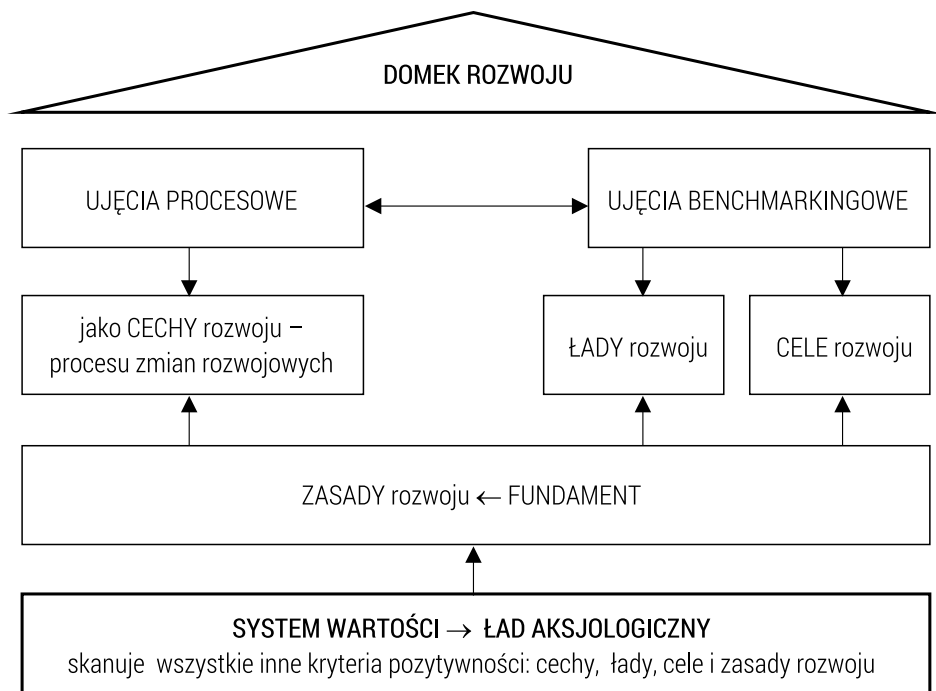 DOMEK ROZWOJU
UJĘCIA PROCESOWE
UJĘCIA BENCHMARKINGOWE
jako CECHY rozwoju –
procesu zmian rozwojowych
ŁADY rozwoju
CELE rozwoju
ZASADY rozwoju ← FUNDAMENT
SYSTEM WARTOŚCI → ŁAD AKSJOLOGICZNY
skanuje wszystkie inne kryteria pozytywności: cechy, łady, cele i zasady rozwoju